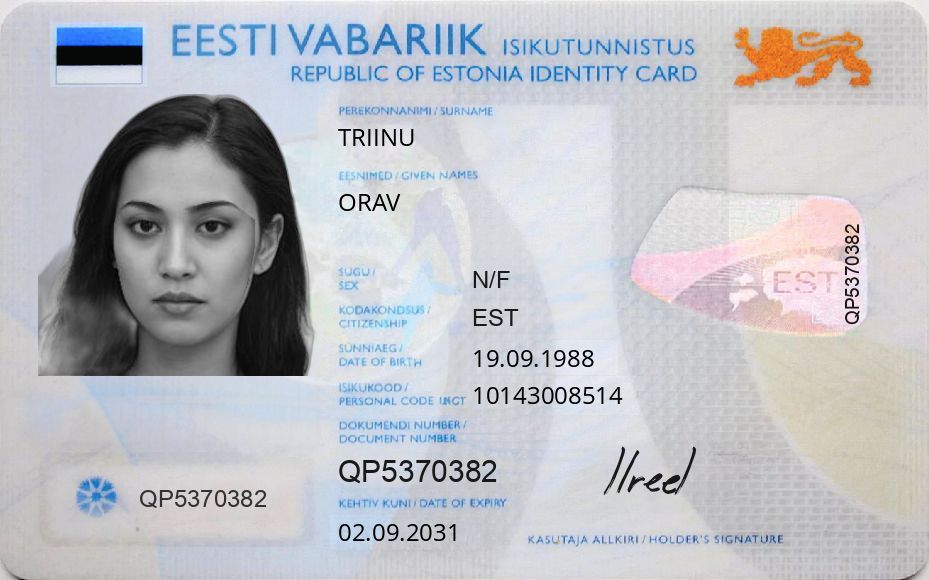 EESTI VABARIIK ISIKUTUNNISTUS
REPUBLIC OF ESTONIA IDENTITY CARD
PEREKONNANIMI / SURNAME
TRIINU
EESNIMED / GIVEN NAMES
ORAV
SUGU /
SEX
N/F
KODAKONDSUS /
CITIZENSHIP
EST
SÜNNIAEG /
DATE OF BIRTH
19.09.1988
ISIKUKOOD /
PERSONAL CODE
10143008514
DOKUMENDI NUMBER /
DOCUMENT NUMBER
QP5370382
KEHTIV KUNI / DATE OF EXPIRY
02.09.2031
QP5370382
EST
QP5370382
KASUTAJA ALLKIRI / HOLDER'S SIGNATURE